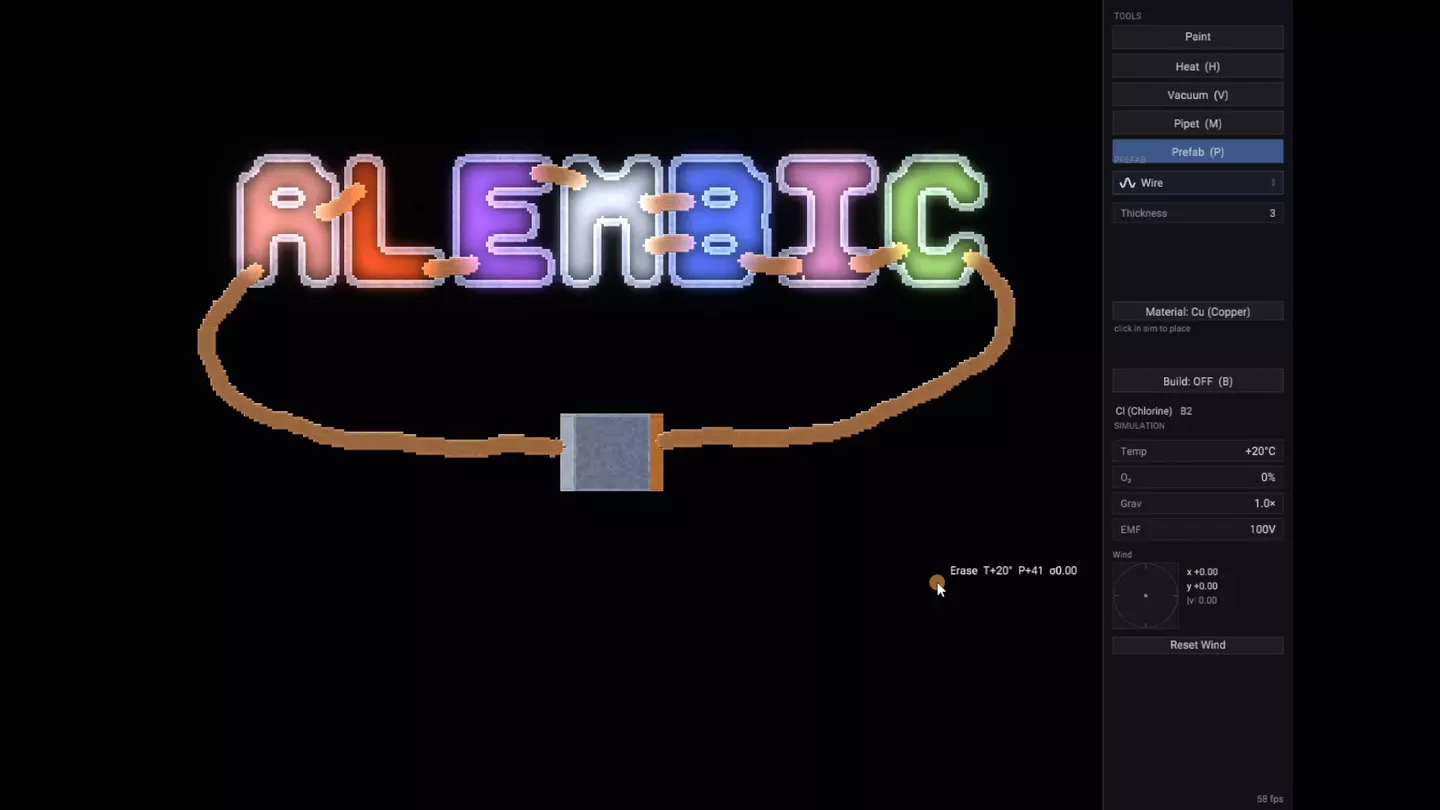 ALEMBIC
TOOLS
Paint
Heat (H)
Vacuum (V)
Pipet (M)
Prefab (P)
PREFAB
Wire
Thickness 3
Material: Cu (Copper)
click in sim to place
Build: OFF (B)
Cl (Chlorine) B2
SIMULATION
Temp +20°C
O₂ 0%
Grav 1.0×
EMF 100V
Wind
x +0.00
y +0.00
|v| 0.00
Reset Wind
Erase T+20° P+41 σ0.00
58 fps